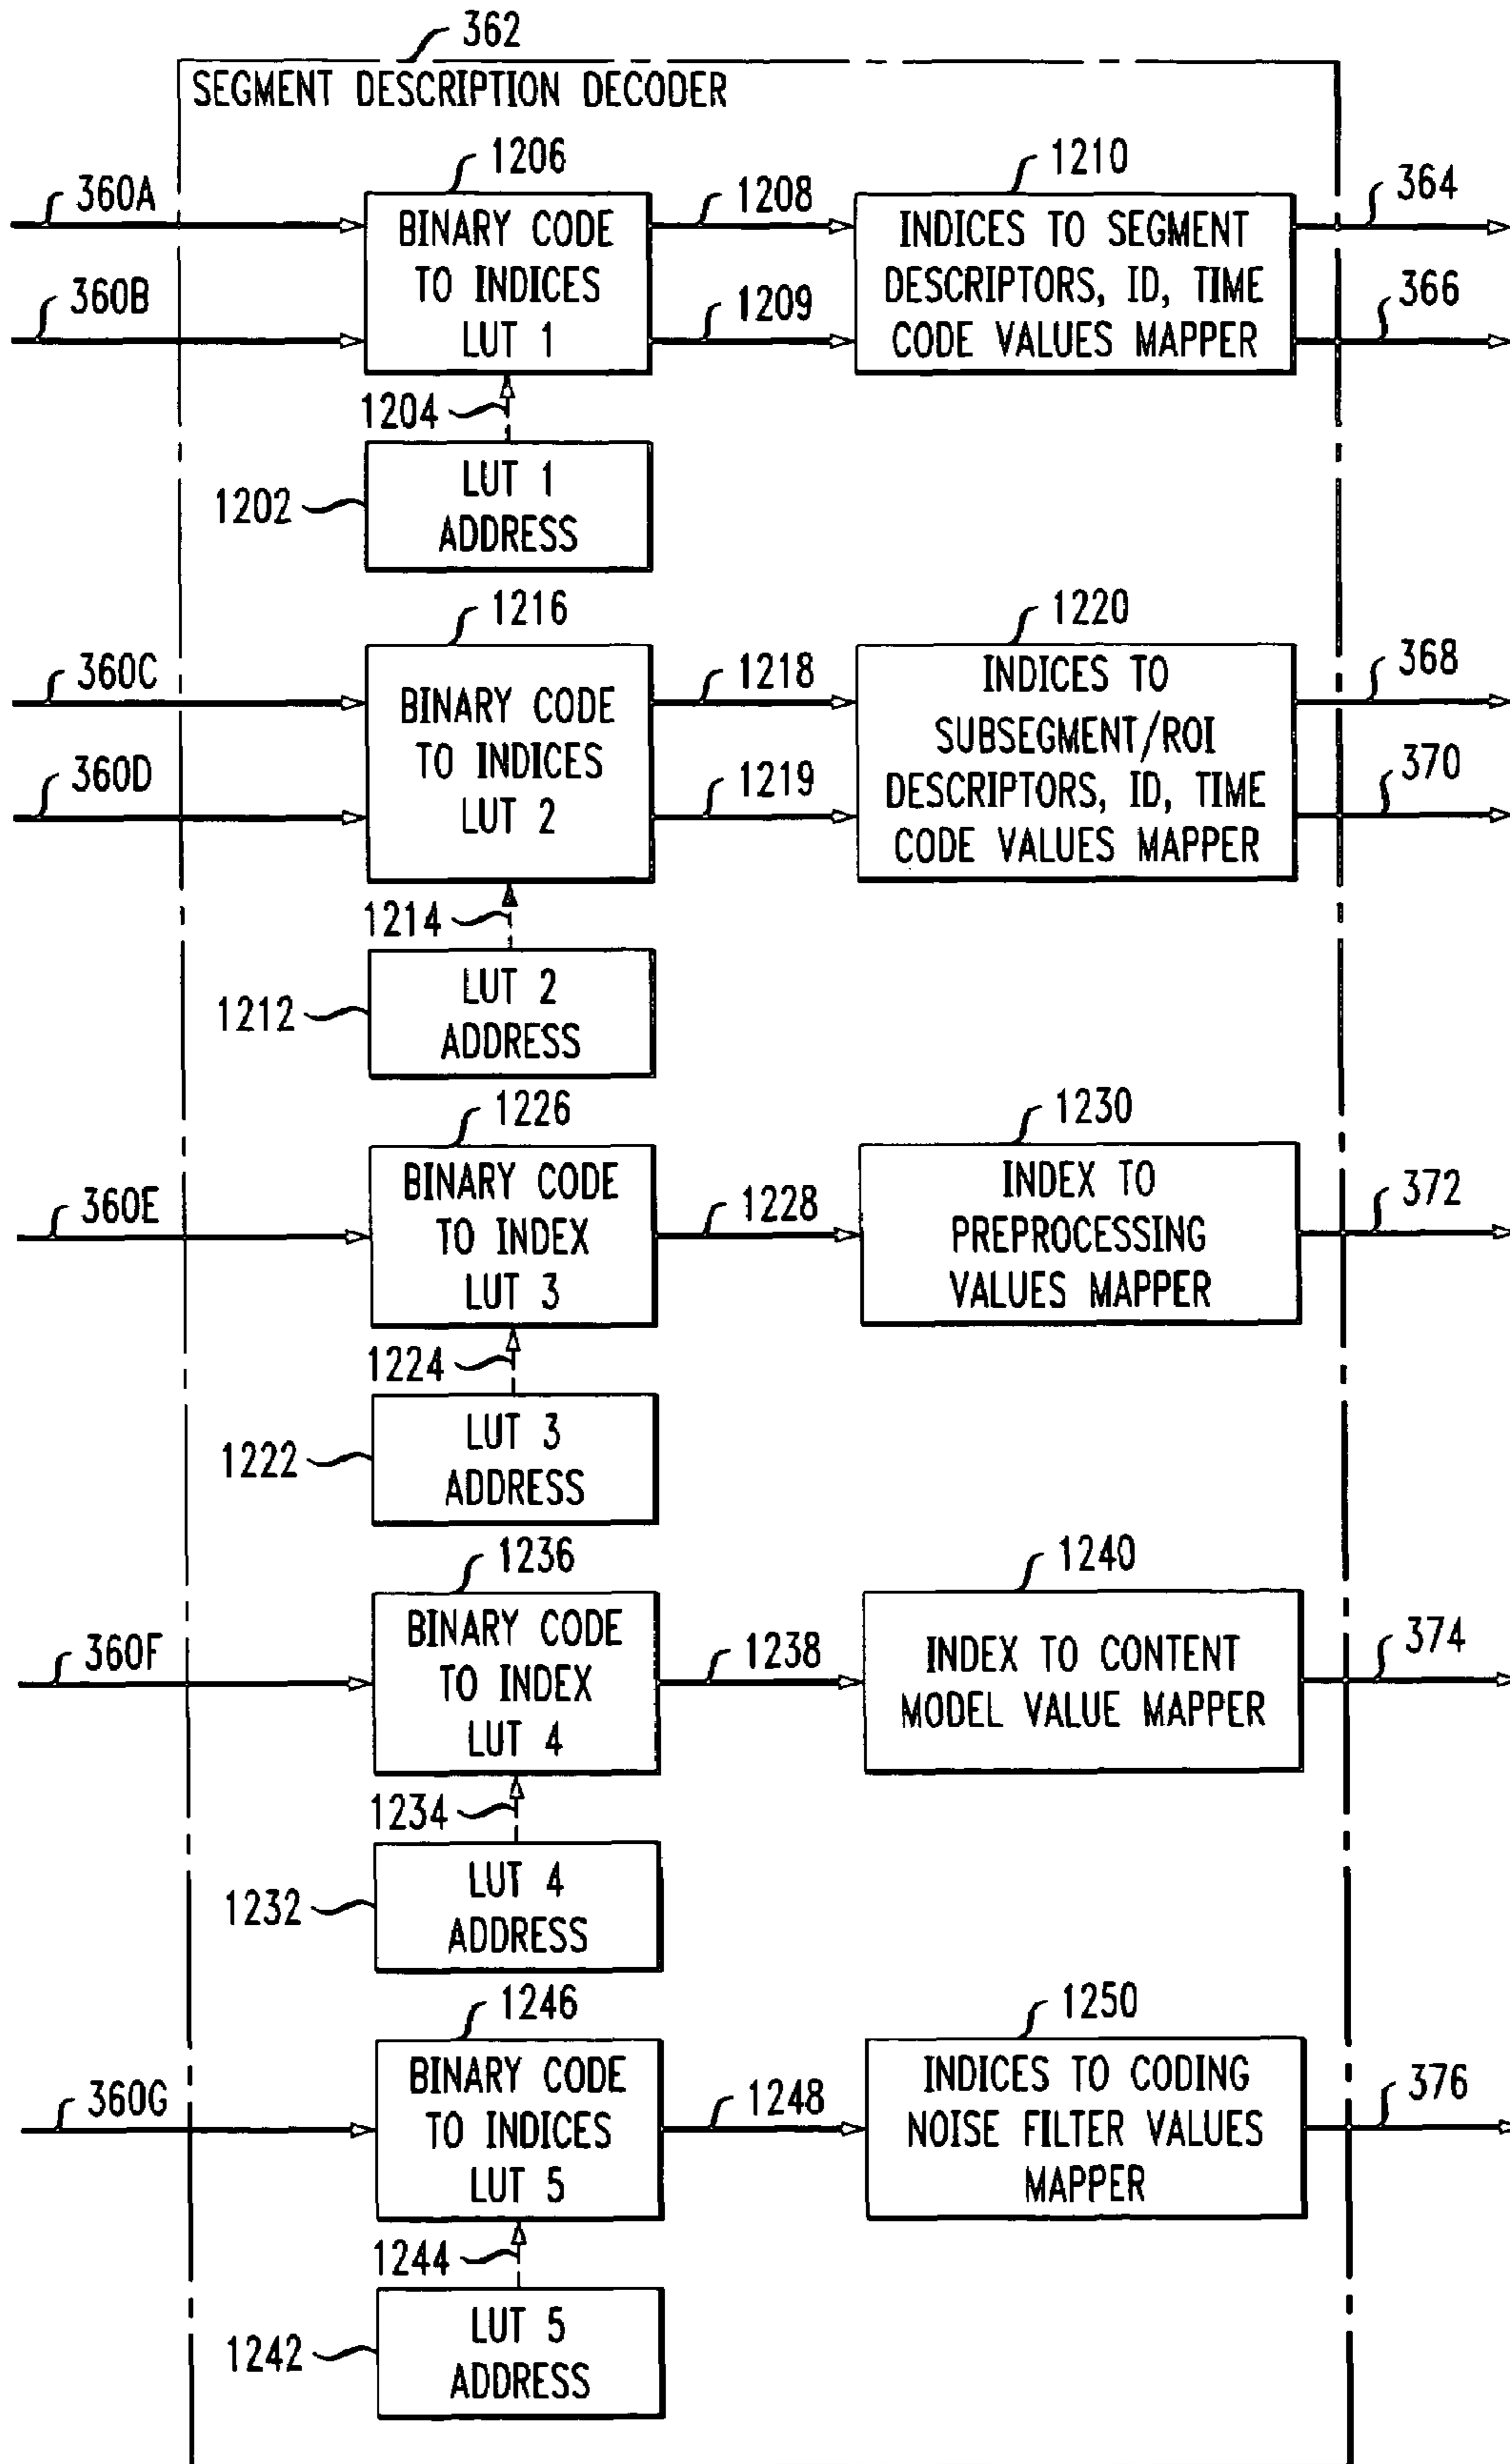 362
SEGMENT DESCRIPTION DECODER
1206
1210
360A
BINARY CODE
TO INDICES
LUT 1
1208
INDICES TO SEGMENT
DESCRIPTORS, ID, TIME
CODE VALUES MAPPER
364
360B
1209
366
1204
1202
LUT 1
ADDRESS
1216
1220
360C
BINARY CODE
TO INDICES
LUT 2
1218
INDICES TO
SUBSEGMENT/ROI
DESCRIPTORS, ID, TIME
CODE VALUES MAPPER
368
360D
1219
370
1214
1212
LUT 2
ADDRESS
1226
1230
360E
BINARY CODE
TO INDEX
LUT 3
1228
INDEX TO
PREPROCESSING
VALUES MAPPER
372
1224
1222
LUT 3
ADDRESS
1236
1240
360F
BINARY CODE
TO INDEX
LUT 4
1238
INDEX TO CONTENT
MODEL VALUE MAPPER
374
1234
1232
LUT 4
ADDRESS
1246
1250
360G
BINARY CODE
TO INDICES
LUT 5
1248
INDICES TO CODING
NOISE FILTER VALUES
MAPPER
376
1244
1242
LUT 5
ADDRESS